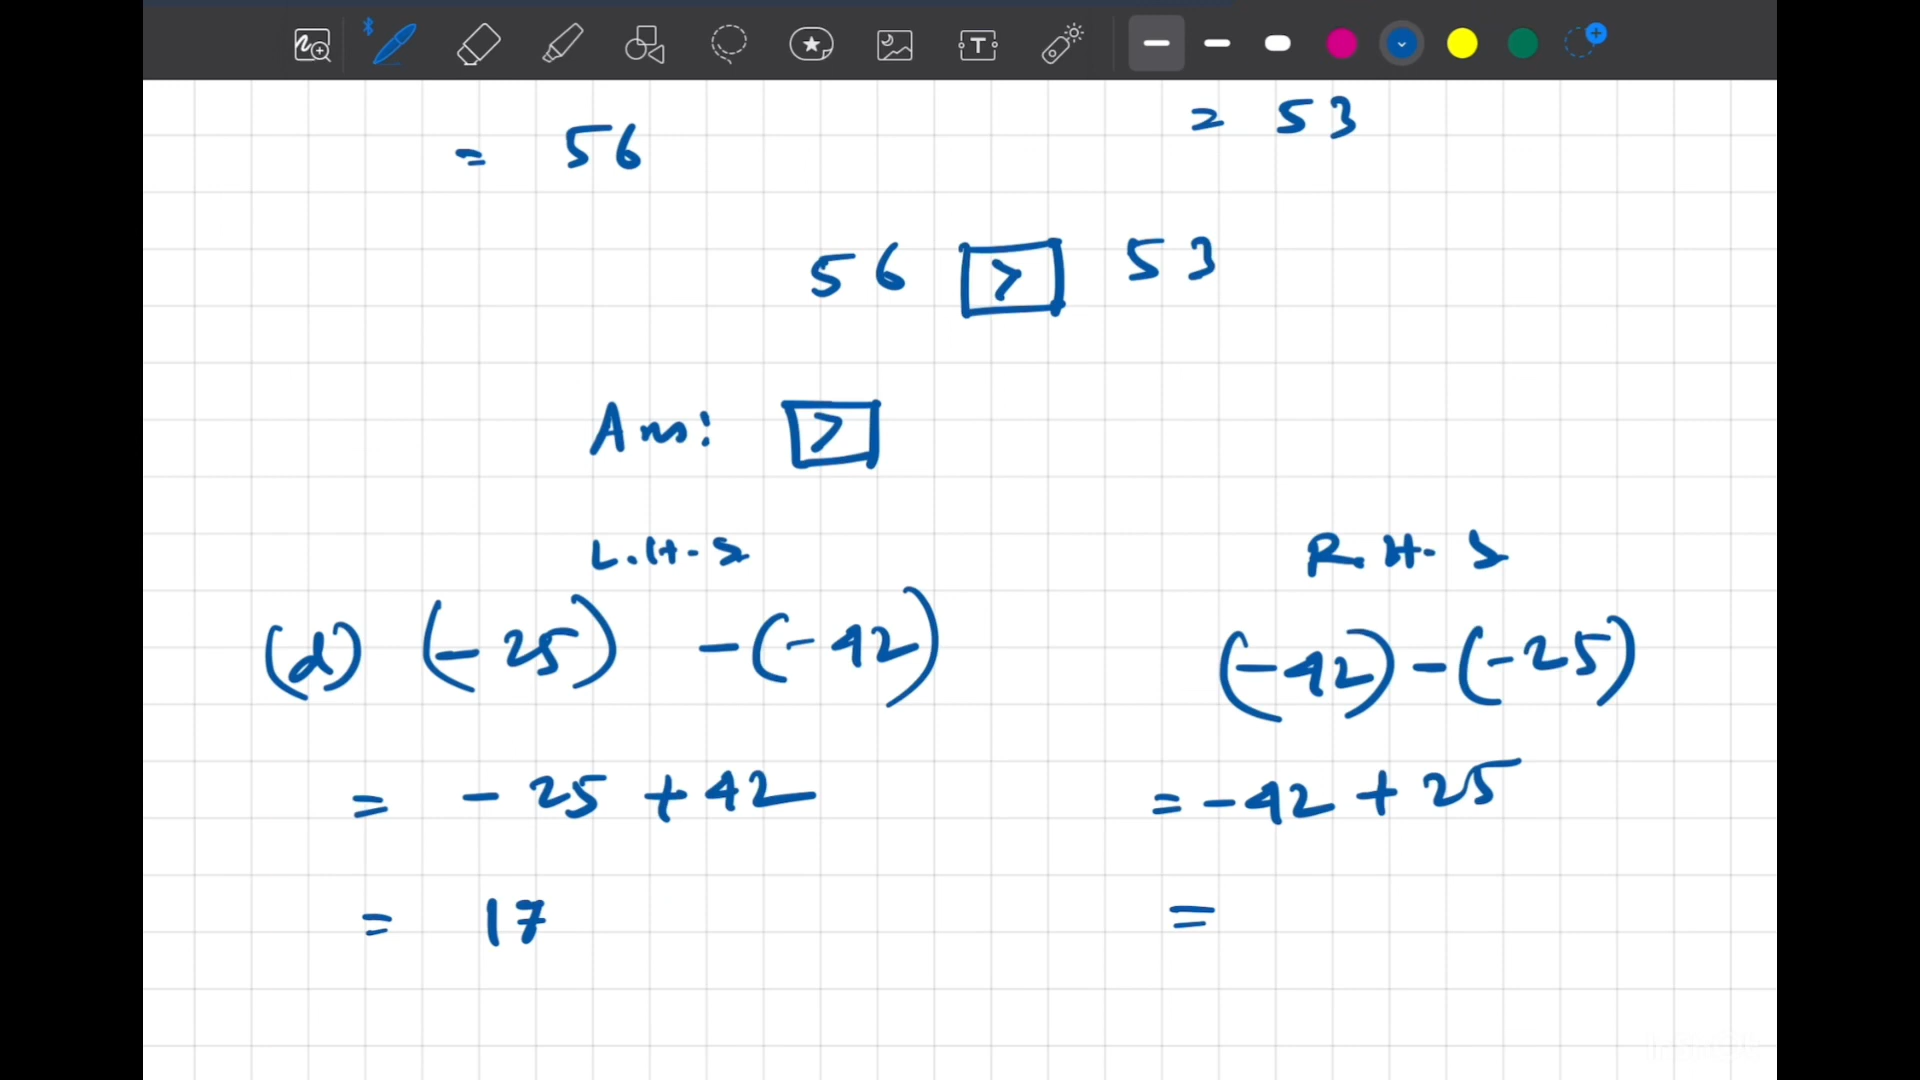 = 56 = 53
56 > 53
Ans: >
L.H.S R.H.S
(d) (-25) -(-42) (-42)-(-25)
= -25 +42 =-42 +25
= 17 =